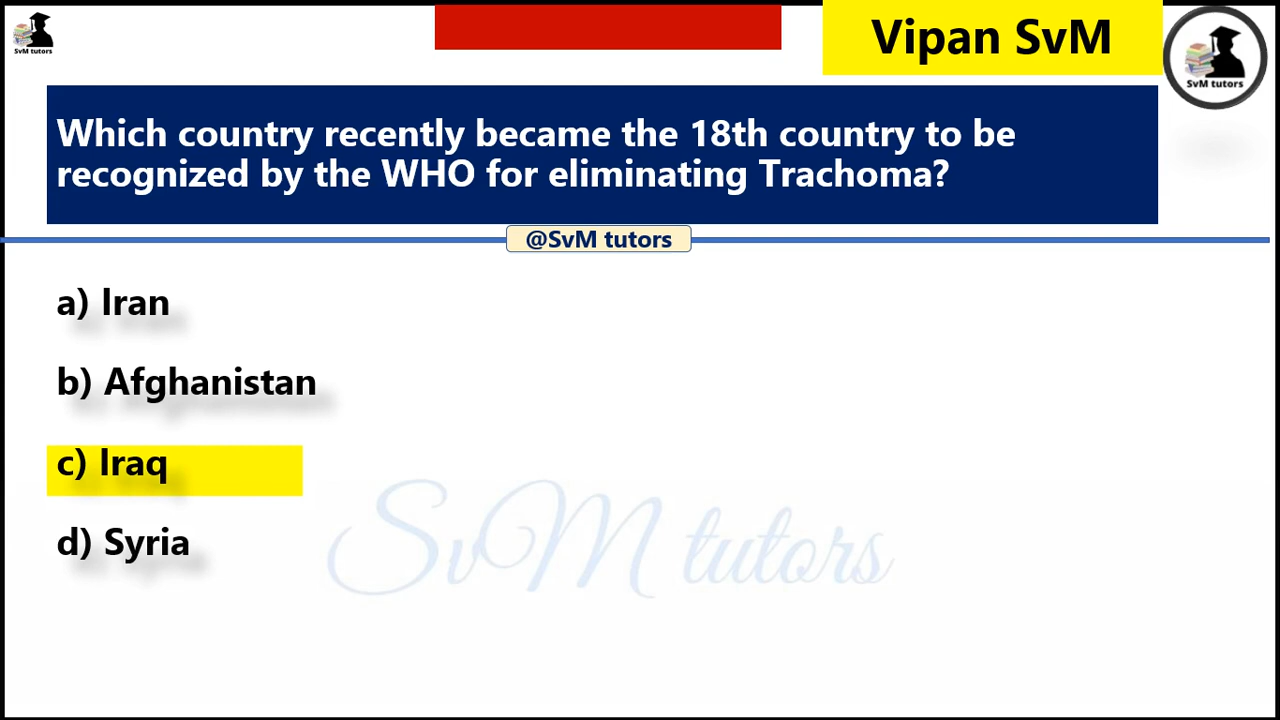 SvM tutors
Vipan SvM
SvM tutors
Which country recently became the 18th country to be
recognized by the WHO for eliminating Trachoma?
@SvM tutors
a) Iran
b) Afghanistan
c) Iraq
d) Syria
SvM tutors